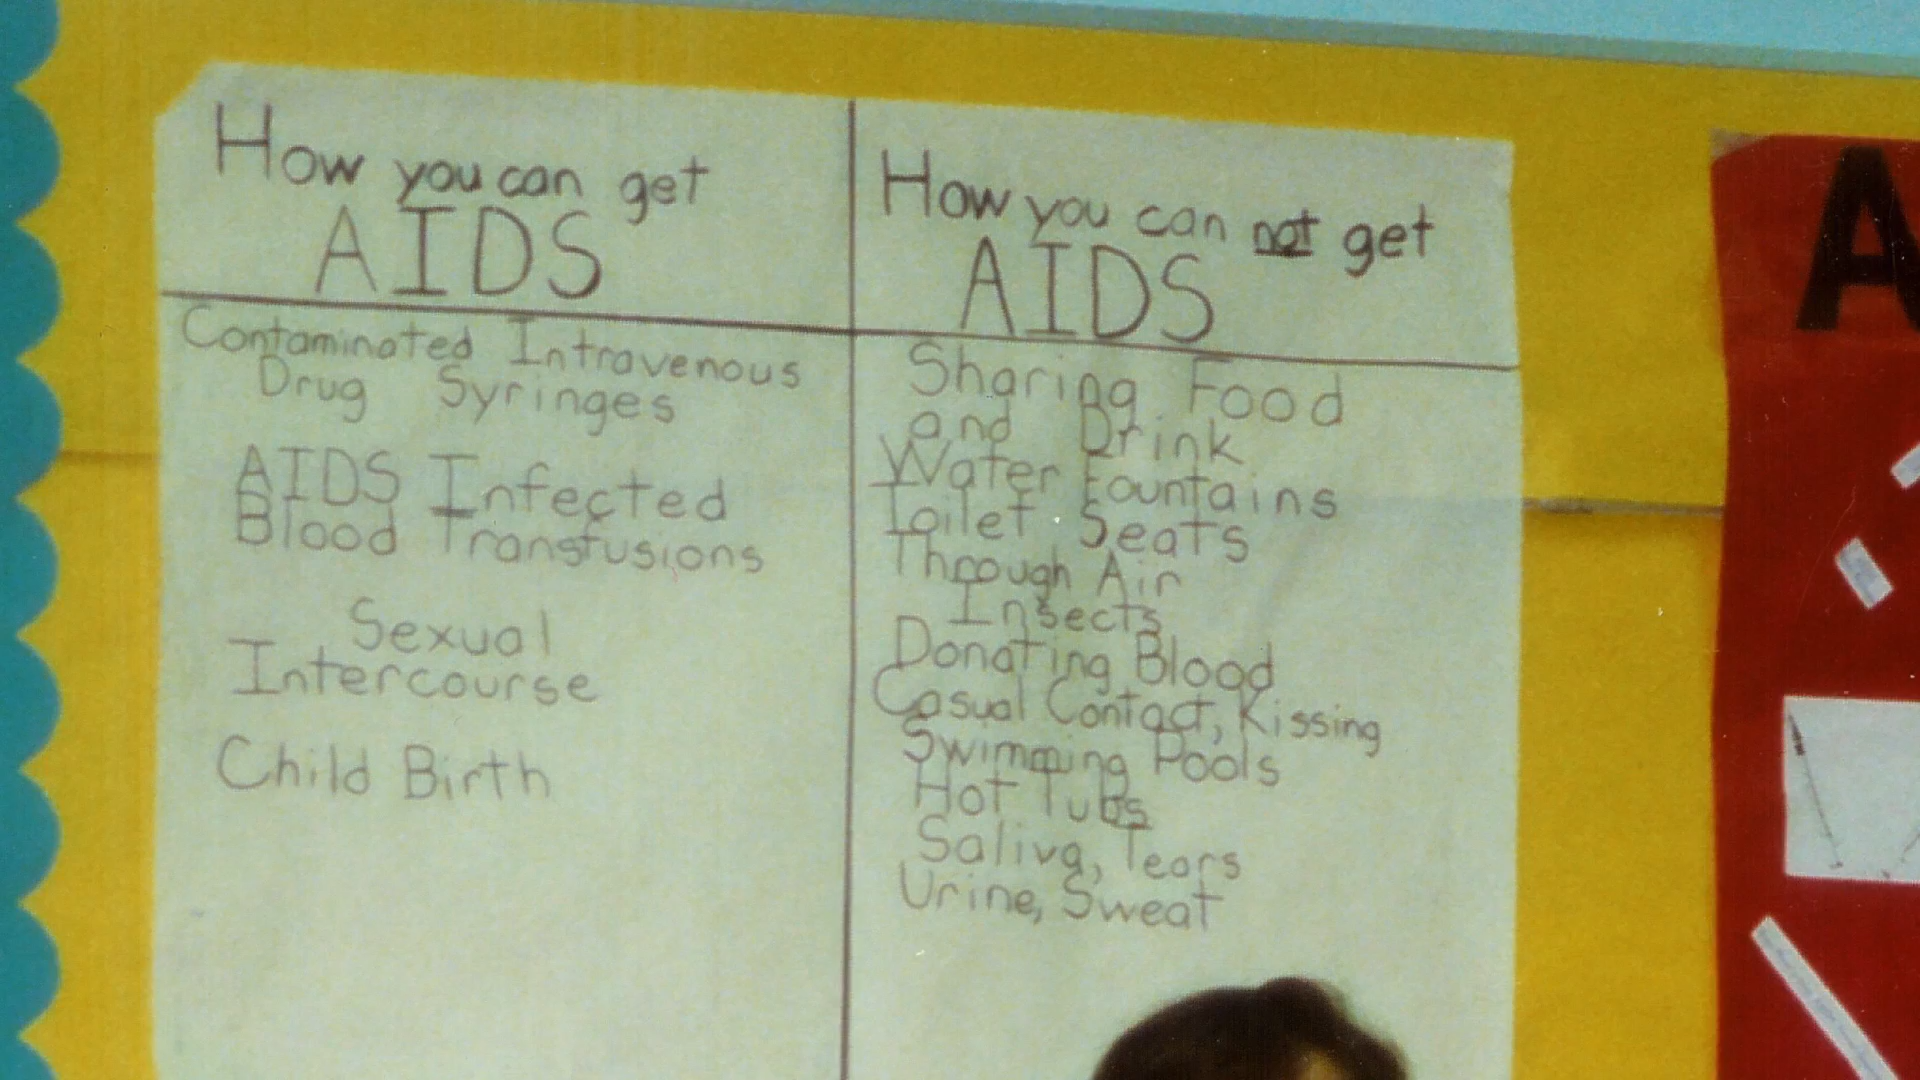 How you can get
AIDS
Contaminated Intravenous
Drug Syringes
AIDS Infected
Blood Transfusions
Sexual
Intercourse
Child Birth
How you can not get
AIDS
Sharing Food
and Drink
Water Fountains
Toilet Seats
Through Air
Insects
Donating Blood
Casual Contact, Kissing
Swimming Pools
Hot Tubs
Saliva, Tears
Urine, Sweat
A